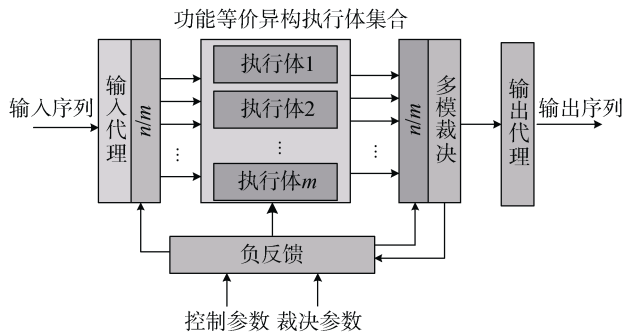 功能等价异构执行体集合
输入序列
输入代理
n/m
执行体1
执行体2
⋮
执行体m
...
...
n/m
多模裁决
输出代理
输出序列
负反馈
控制参数 裁决参数